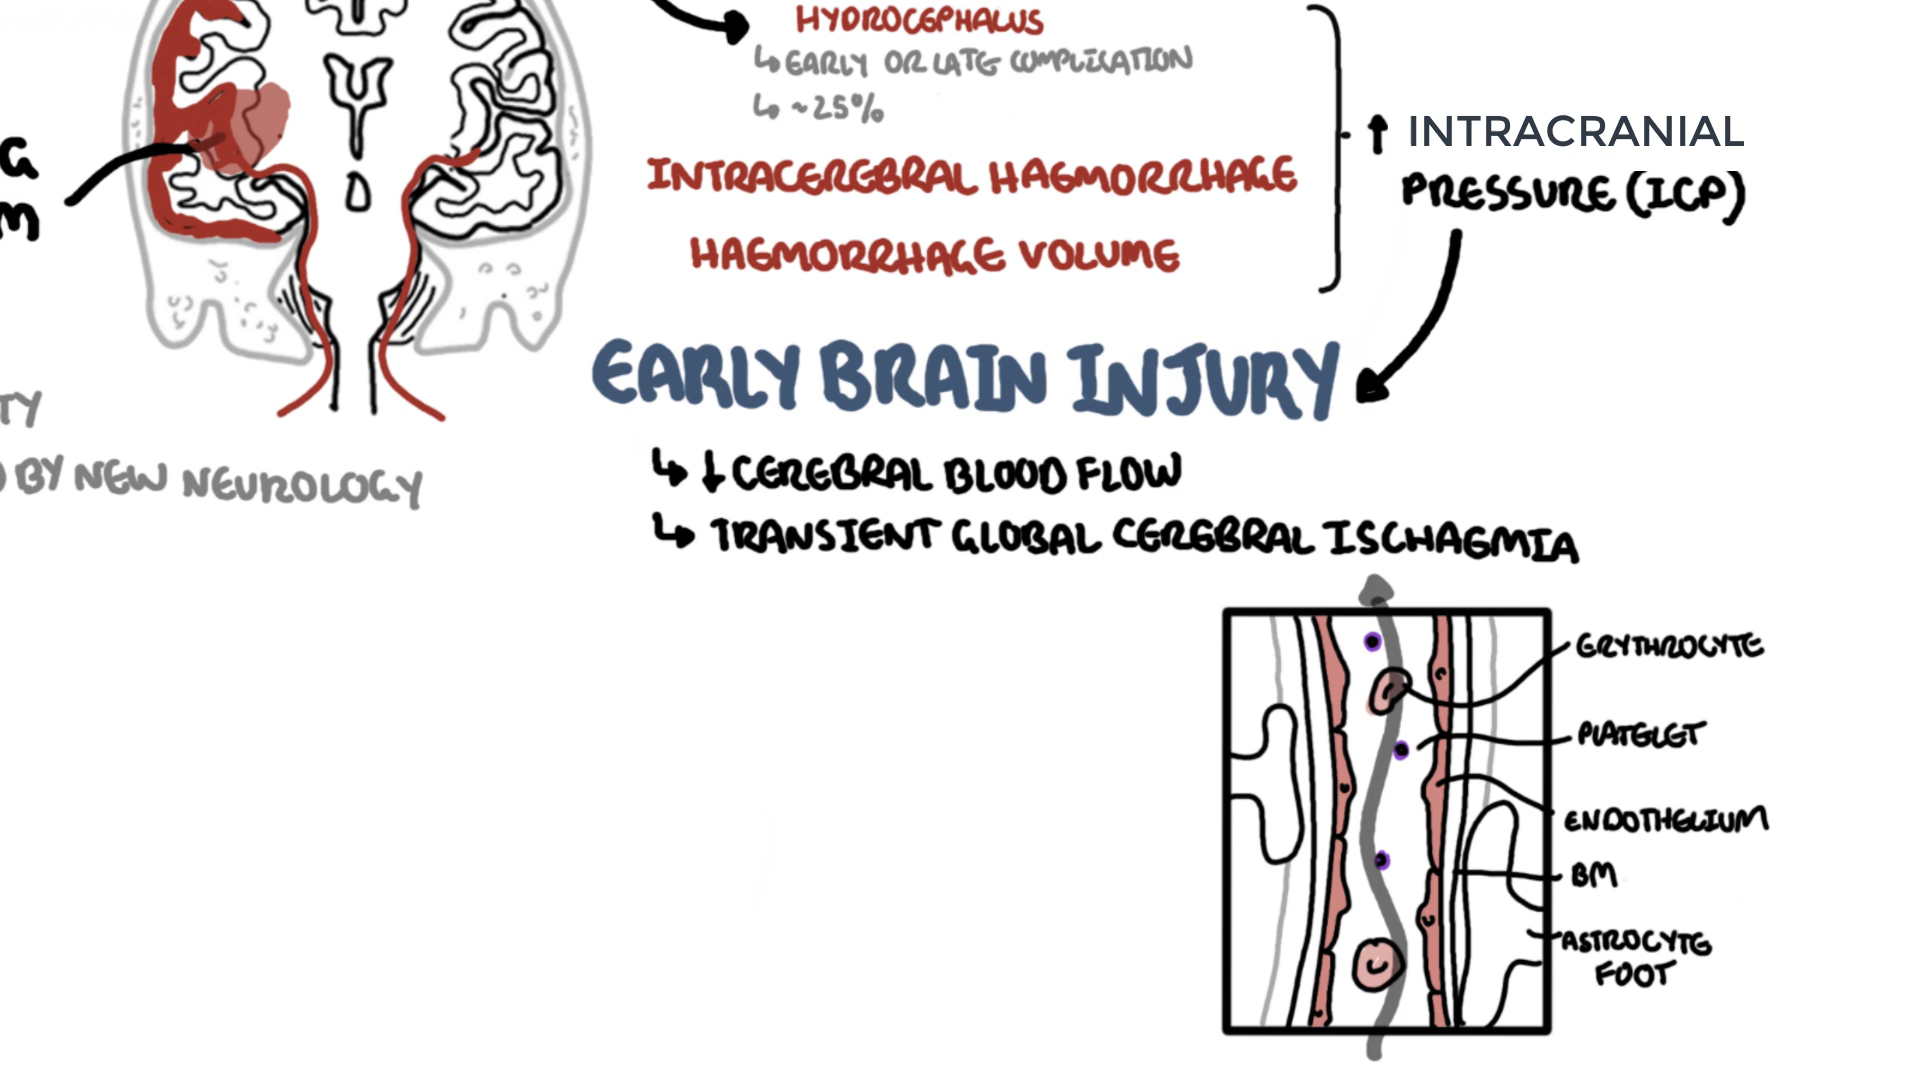 HYDROCEPHALUS
↳ EARLY OR LATE COMPLICATION
↳ ~25%
INTRACEREBRAL HAEMORRHAGE
HAEMORRHAGE VOLUME
↑ INTRACRANIAL
PRESSURE (ICP)
EARLY BRAIN INJURY
↳ ↓ CEREBRAL BLOOD FLOW
↳ TRANSIENT GLOBAL CEREBRAL ISCHAEMIA
G
M
TY
) BY NEW NEUROLOGY
ERYTHROCYTE
PLATELET
ENDOTHELIUM
BM
ASTROCYTE
FOOT